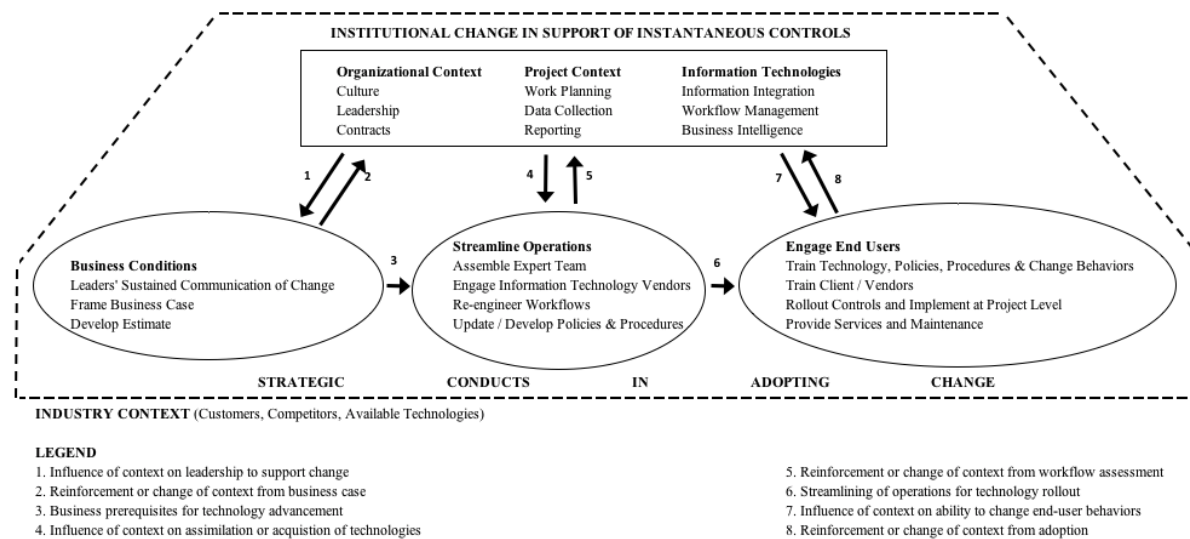 INSTITUTIONAL CHANGE IN SUPPORT OF INSTANTANEOUS CONTROLS
Organizational Context
Culture
Leadership
Contracts
Project Context
Work Planning
Data Collection
Reporting
Information Technologies
Information Integration
Workflow Management
Business Intelligence
1
2
4
5
7
8
Business Conditions
Leaders' Sustained Communication of Change
Frame Business Case
Develop Estimate
3
Streamline Operations
Assemble Expert Team
Engage Information Technology Vendors
Re-engineer Workflows
Update / Develop Policies & Procedures
6
Engage End Users
Train Technology, Policies, Procedures & Change Behaviors
Train Client / Vendors
Rollout Controls and Implement at Project Level
Provide Services and Maintenance
STRATEGIC CONDUCTS IN ADOPTING CHANGE
INDUSTRY CONTEXT (Customers, Competitors, Available Technologies)
LEGEND
1. Influence of context on leadership to support change
2. Reinforcement or change of context from business case
3. Business prerequisites for technology advancement
4. Influence of context on assimilation or acquistion of technologies
5. Reinforcement or change of context from workflow assessment
6. Streamlining of operations for technology rollout
7. Influence of context on ability to change end-user behaviors
8. Reinforcement or change of context from adoption